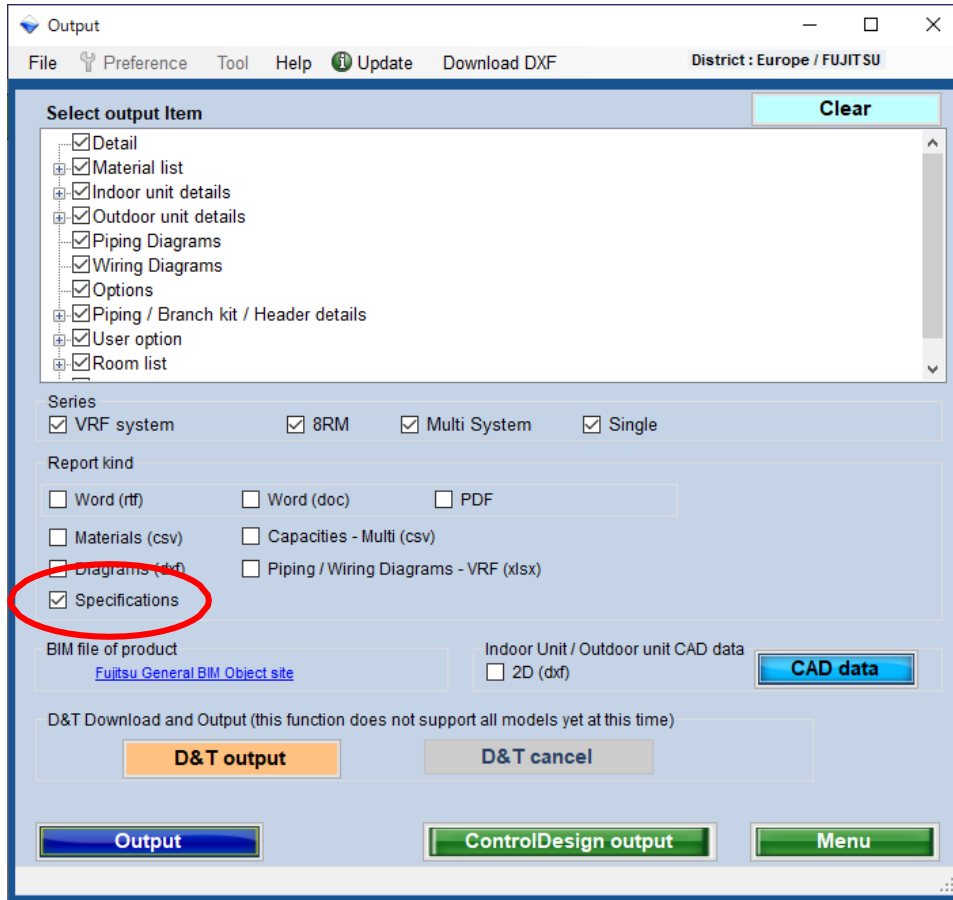 Output
File Preference Tool Help Update Download DXF District : Europe / FUJITSU
Select output Item Clear
Detail
Material list
Indoor unit details
Outdoor unit details
Piping Diagrams
Wiring Diagrams
Options
Piping / Branch kit / Header details
User option
Room list
Series
VRF system 8RM Multi System Single
Report kind
Word (rtf) Word (doc) PDF
Materials (csv) Capacities - Multi (csv)
Diagrams (dxf) Piping / Wiring Diagrams - VRF (xlsx)
Specifications
BIM file of product Indoor Unit / Outdoor unit CAD data
Fujitsu General BIM Object site 2D (dxf) CAD data
D&T Download and Output (this function does not support all models yet at this time)
D&T output D&T cancel
Output ControlDesign output Menu